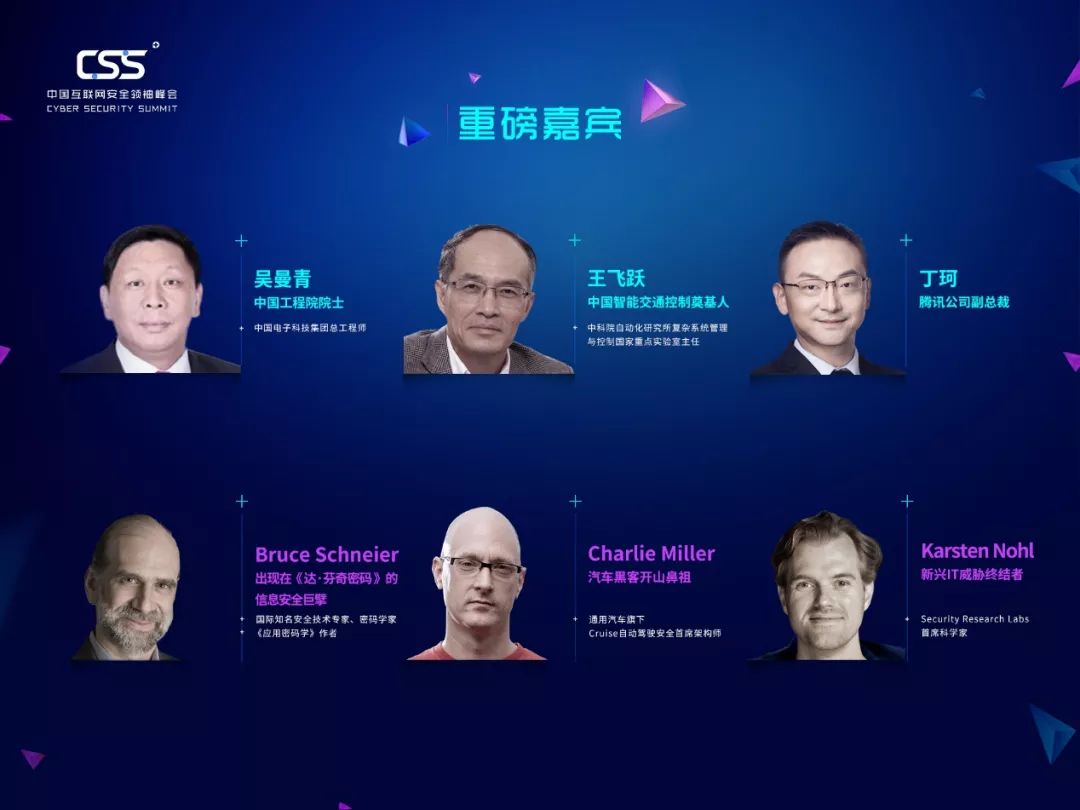 CSS
中国互联网安全领袖峰会
CYBER SECURITY SUMMIT
重磅嘉宾
吴曼青
中国工程院院士
中国电子科技集团总工程师
王飞跃
中国智能交通控制奠基人
中科院自动化研究所复杂系统管理
与控制国家重点实验室主任
丁珂
腾讯公司副总裁
Bruce Schneier
出现在《达·芬奇密码》的
信息安全巨擘
国际知名安全技术专家、密码学家
《应用密码学》作者
Charlie Miller
汽车黑客开山鼻祖
通用汽车旗下
Cruise自动驾驶安全首席架构师
Karsten Nohl
新兴IT威胁终结者
Security Research Labs
首席科学家